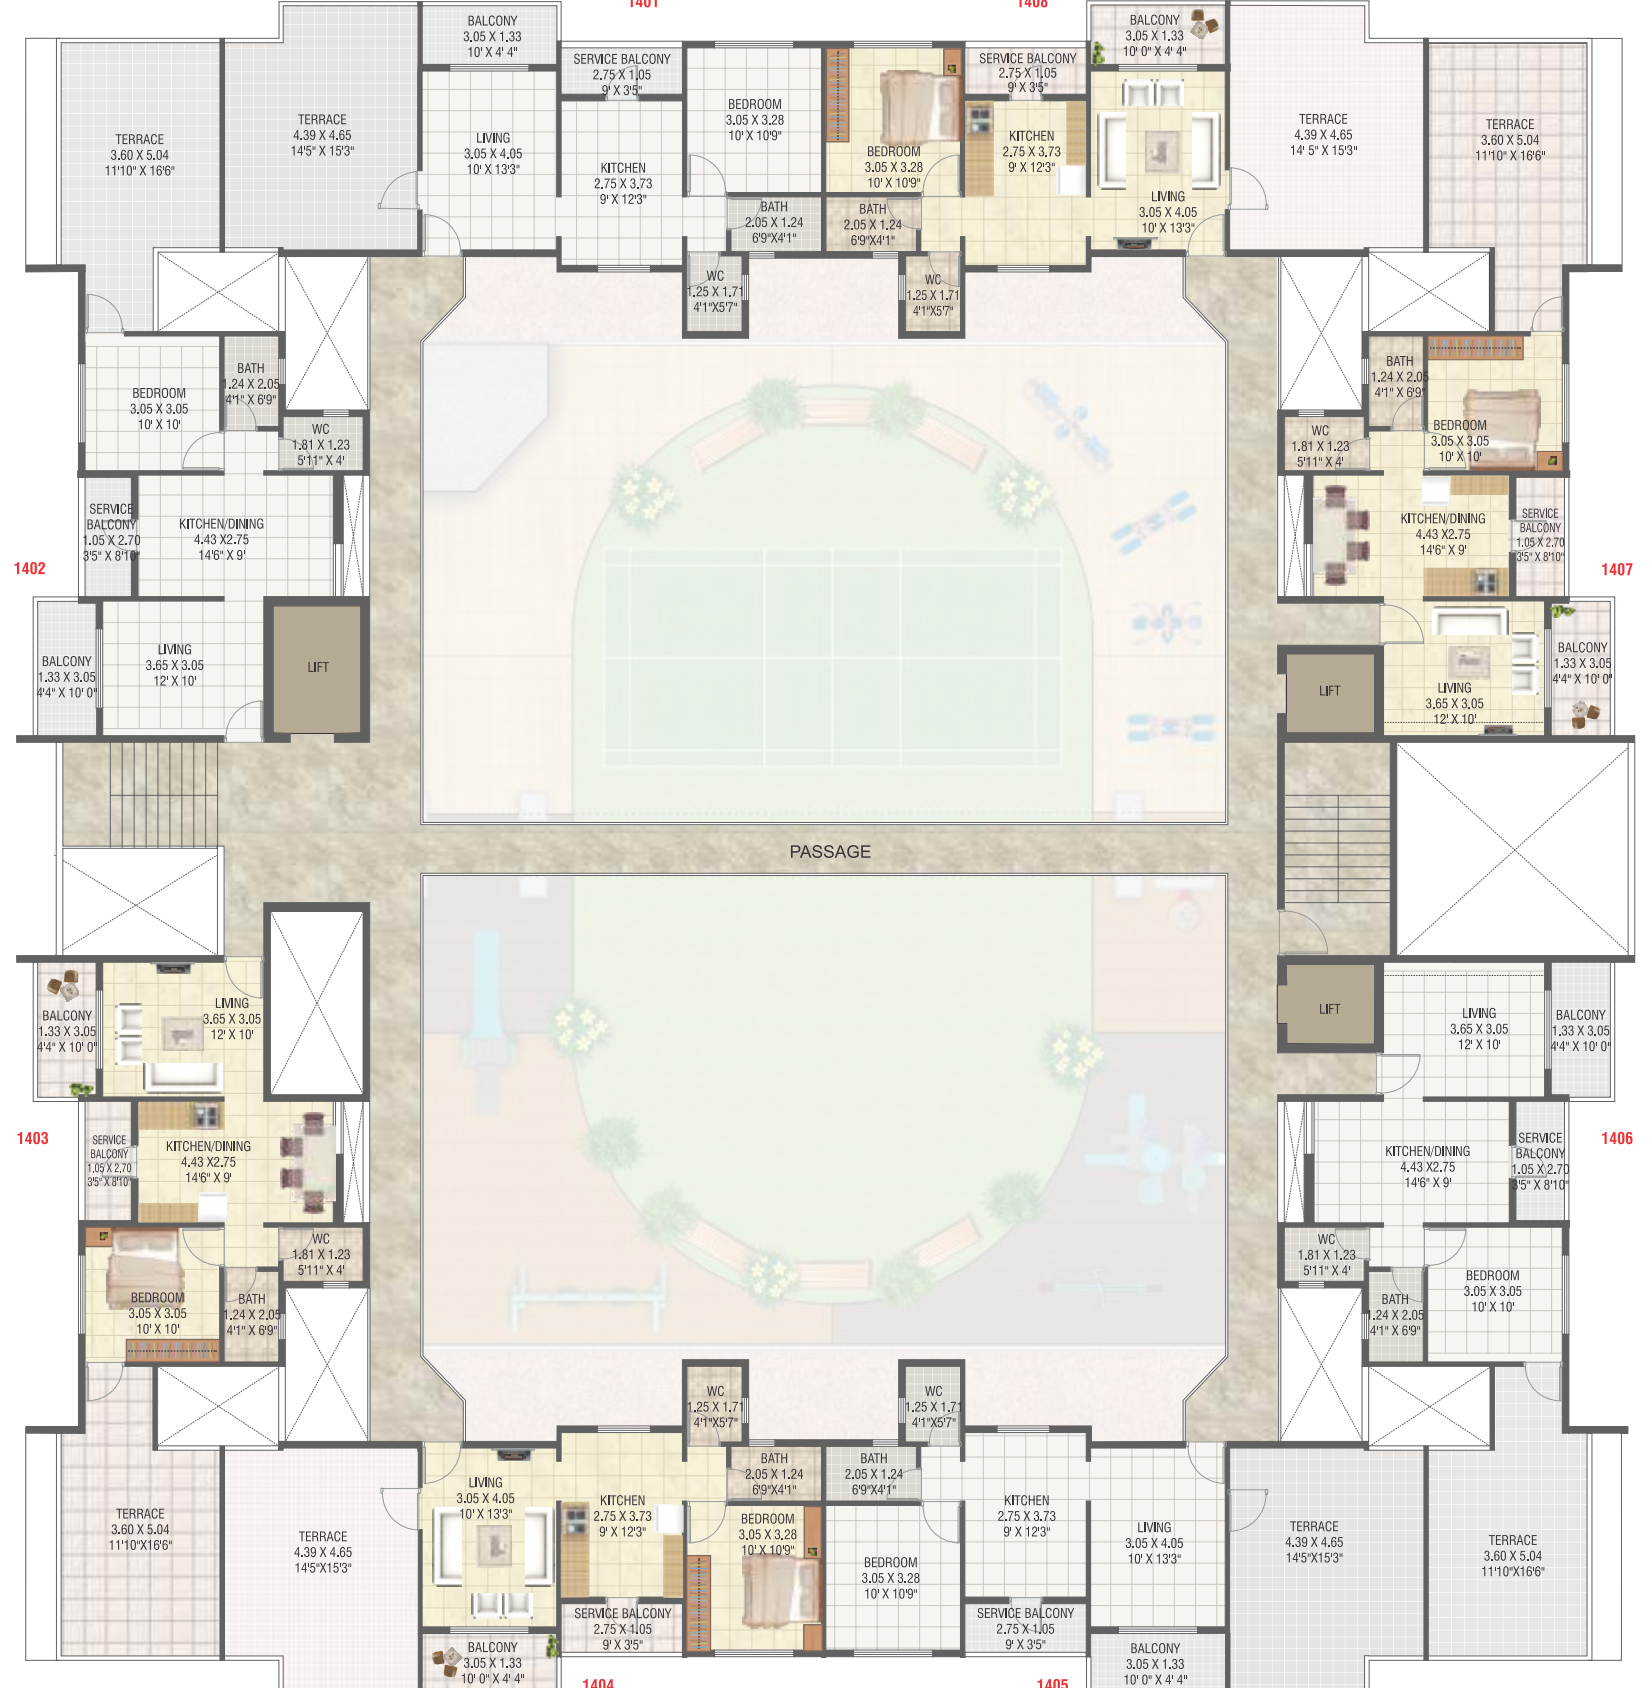 1401
1408
BALCONY
3.05 X 1.33
10' X 4' 4"
SERVICE BALCONY
2.75 X 1.05
9' X 3'5"
TERRACE
3.60 X 5.04
11'10" X 16'6"
TERRACE
4.39 X 4.65
14'5" X 15'3"
LIVING
3.05 X 4.05
10' X 13'3"
KITCHEN
2.75 X 3.73
9' X 12'3"
BEDROOM
3.05 X 3.28
10' X 10'9"
BATH
2.05 X 1.24
6'9"X4'1"
WC
1.25 X 1.71
4'1"X5'7"
BEDROOM
3.05 X 3.28
10' X 10'9"
BATH
2.05 X 1.24
6'9"X4'1"
WC
1.25 X 1.71
4'1"X5'7"
SERVICE BALCONY
2.75 X 1.05
9' X 3'5"
KITCHEN
2.75 X 3.73
9' X 12'3"
BALCONY
3.05 X 1.33
10' 0" X 4' 4"
LIVING
3.05 X 4.05
10' X 13'3"
TERRACE
4.39 X 4.65
14' 5" X 15'3"
TERRACE
3.60 X 5.04
11'10" X 16'6"
BEDROOM
3.05 X 3.05
10' X 10'
BATH
1.24 X 2.05
4'1" X 6'9"
WC
1.81 X 1.23
5'11" X 4'
SERVICE
BALCONY
1.05 X 2.70
3'5" X 8'10"
KITCHEN/DINING
4.43 X2.75
14'6" X 9'
1402
BALCONY
1.33 X 3.05
4'4" X 10' 0"
LIVING
3.65 X 3.05
12' X 10'
LIFT
BATH
1.24 X 2.05
4'1" X 6'9"
WC
1.81 X 1.23
5'11" X 4'
BEDROOM
3.05 X 3.05
10' X 10'
KITCHEN/DINING
4.43 X2.75
14'6" X 9'
SERVICE
BALCONY
1.05 X 2.70
3'5" X 8'10"
1407
LIFT
LIVING
3.65 X 3.05
12' X 10'
BALCONY
1.33 X 3.05
4'4" X 10' 0"
PASSAGE
BALCONY
1.33 X 3.05
4'4" X 10' 0"
LIVING
3.65 X 3.05
12' X 10'
1403
SERVICE
BALCONY
1.05 X 2.70
3'5" X 8'10"
KITCHEN/DINING
4.43 X2.75
14'6" X 9'
WC
1.81 X 1.23
5'11" X 4'
BEDROOM
3.05 X 3.05
10' X 10'
BATH
1.24 X 2.05
4'1" X 6'9"
LIFT
LIVING
3.65 X 3.05
12' X 10'
BALCONY
1.33 X 3.05
4'4" X 10' 0"
1406
KITCHEN/DINING
4.43 X2.75
14'6" X 9'
SERVICE
BALCONY
1.05 X 2.70
3'5" X 8'10"
WC
1.81 X 1.23
5'11" X 4'
BATH
1.24 X 2.05
4'1" X 6'9"
BEDROOM
3.05 X 3.05
10' X 10'
TERRACE
3.60 X 5.04
11'10"X16'6"
TERRACE
4.39 X 4.65
14'5"X15'3"
LIVING
3.05 X 4.05
10' X 13'3"
KITCHEN
2.75 X 3.73
9' X 12'3"
WC
1.25 X 1.71
4'1"X5'7"
BATH
2.05 X 1.24
6'9"X4'1"
BEDROOM
3.05 X 3.28
10' X 10'9"
SERVICE BALCONY
2.75 X 1.05
9' X 3'5"
BALCONY
3.05 X 1.33
10' 0" X 4' 4"
1404
WC
1.25 X 1.71
4'1"X5'7"
BATH
2.05 X 1.24
6'9"X4'1"
BEDROOM
3.05 X 3.28
10' X 10'9"
KITCHEN
2.75 X 3.73
9' X 12'3"
LIVING
3.05 X 4.05
10' X 13'3"
SERVICE BALCONY
2.75 X 1.05
9' X 3'5"
BALCONY
3.05 X 1.33
10' 0" X 4' 4"
TERRACE
4.39 X 4.65
14'5"X15'3"
TERRACE
3.60 X 5.04
11'10"X16'6"
1405